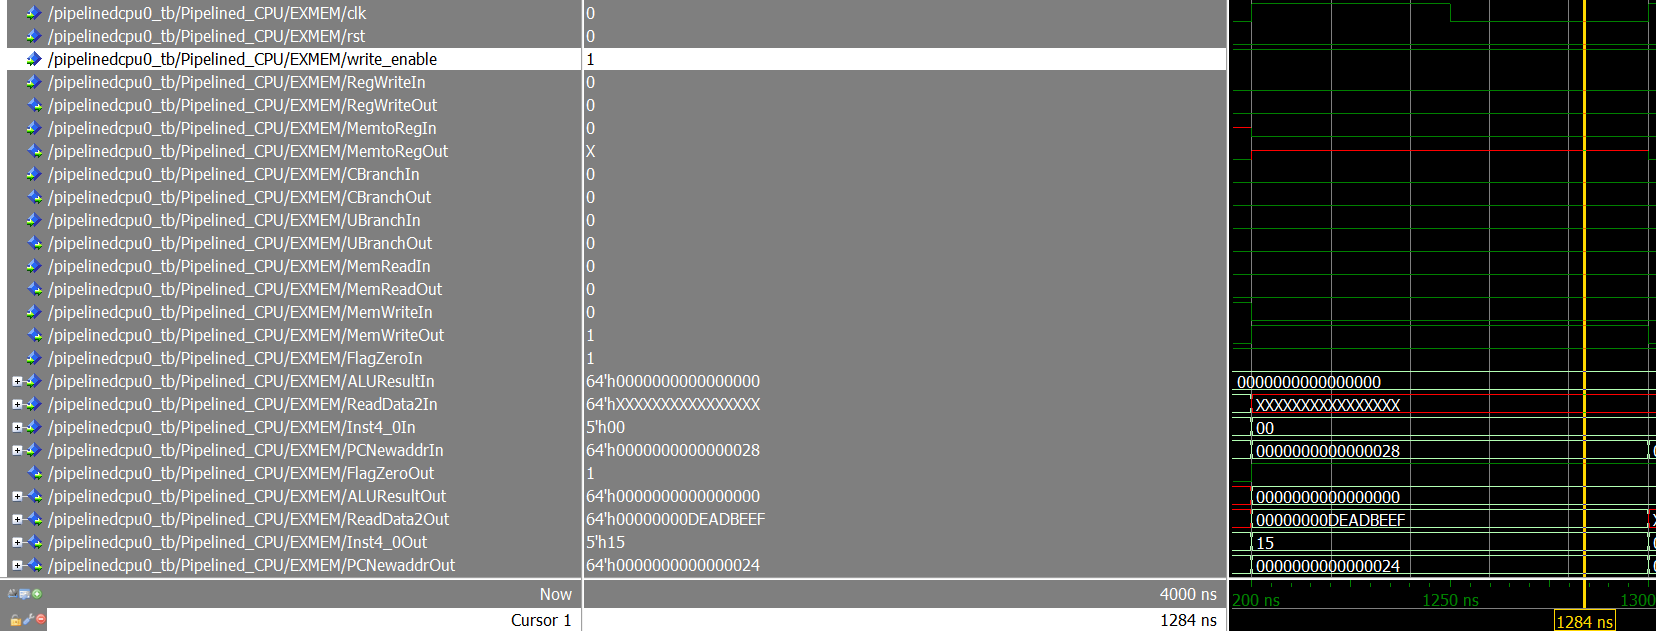 /pipelinedcpu0_tb/Pipelined_CPU/EXMEM/clk 0
/pipelinedcpu0_tb/Pipelined_CPU/EXMEM/rst 0
/pipelinedcpu0_tb/Pipelined_CPU/EXMEM/write_enable 1
/pipelinedcpu0_tb/Pipelined_CPU/EXMEM/RegWriteIn 0
/pipelinedcpu0_tb/Pipelined_CPU/EXMEM/RegWriteOut 0
/pipelinedcpu0_tb/Pipelined_CPU/EXMEM/MemtoRegIn 0
/pipelinedcpu0_tb/Pipelined_CPU/EXMEM/MemtoRegOut X
/pipelinedcpu0_tb/Pipelined_CPU/EXMEM/CBranchIn 0
/pipelinedcpu0_tb/Pipelined_CPU/EXMEM/CBranchOut 0
/pipelinedcpu0_tb/Pipelined_CPU/EXMEM/UBranchIn 0
/pipelinedcpu0_tb/Pipelined_CPU/EXMEM/UBranchOut 0
/pipelinedcpu0_tb/Pipelined_CPU/EXMEM/MemReadIn 0
/pipelinedcpu0_tb/Pipelined_CPU/EXMEM/MemReadOut 0
/pipelinedcpu0_tb/Pipelined_CPU/EXMEM/MemWriteIn 0
/pipelinedcpu0_tb/Pipelined_CPU/EXMEM/MemWriteOut 1
/pipelinedcpu0_tb/Pipelined_CPU/EXMEM/FlagZeroIn 1
/pipelinedcpu0_tb/Pipelined_CPU/EXMEM/ALUResultIn 64'h0000000000000000 0000000000000000
/pipelinedcpu0_tb/Pipelined_CPU/EXMEM/ReadData2In 64'hXXXXXXXXXXXXXXXX XXXXXXXXXXXXXXXX
/pipelinedcpu0_tb/Pipelined_CPU/EXMEM/Inst4_0In 5'h00 00
/pipelinedcpu0_tb/Pipelined_CPU/EXMEM/PCNewaddrIn 64'h0000000000000028 0000000000000028
/pipelinedcpu0_tb/Pipelined_CPU/EXMEM/FlagZeroOut 1
/pipelinedcpu0_tb/Pipelined_CPU/EXMEM/ALUResultOut 64'h0000000000000000 0000000000000000
/pipelinedcpu0_tb/Pipelined_CPU/EXMEM/ReadData2Out 64'h00000000DEADBEEF 00000000DEADBEEF
/pipelinedcpu0_tb/Pipelined_CPU/EXMEM/Inst4_0Out 5'h15 15
/pipelinedcpu0_tb/Pipelined_CPU/EXMEM/PCNewaddrOut 64'h0000000000000024 0000000000000024
Now 4000 ns 200 ns 1250 ns 1300
Cursor 1 1284 ns 1284 ns